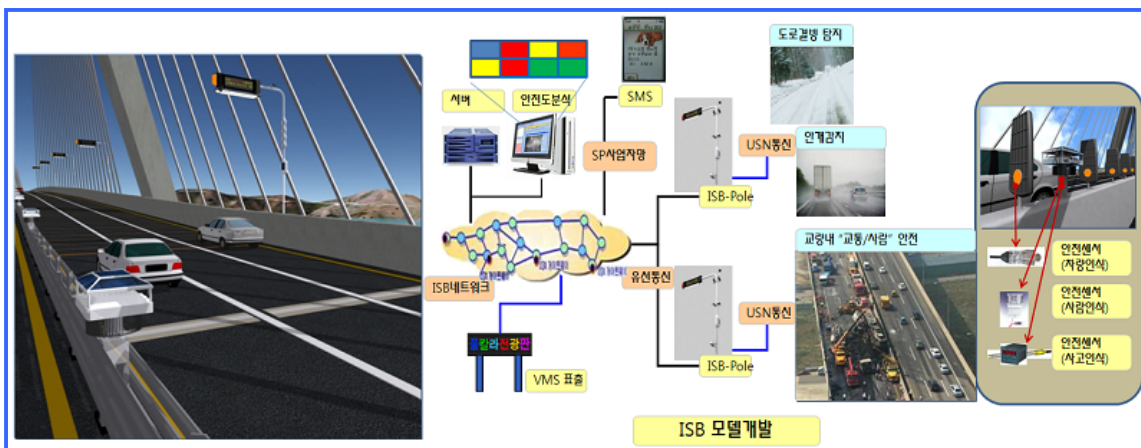 서버
안전도분석
SMS
SP사업자망
ISB네트워크
유선통신
풀칼라전광판
VMS 표출
ISB-Pole
USN통신
ISB-Pole
USN통신
도로결빙 탐지
안개감지
교량내 "교통/사람" 안전
안전센서
(차량인식)
안전센서
(사람인식)
안전센서
(사고인식)
ISB 모델개발